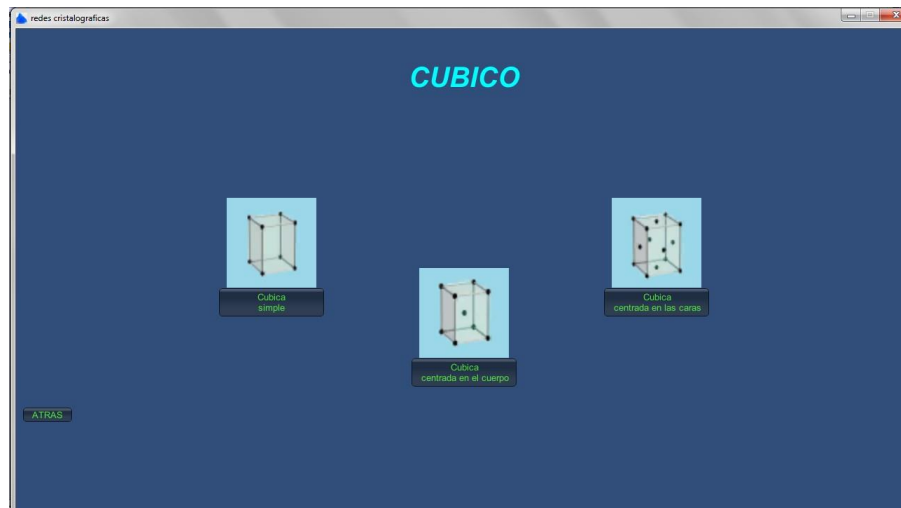 redes cristalograficas
CUBICO
Cubica
simple
Cubica
centrada en el cuerpo
Cubica
centrada en las caras
ATRAS